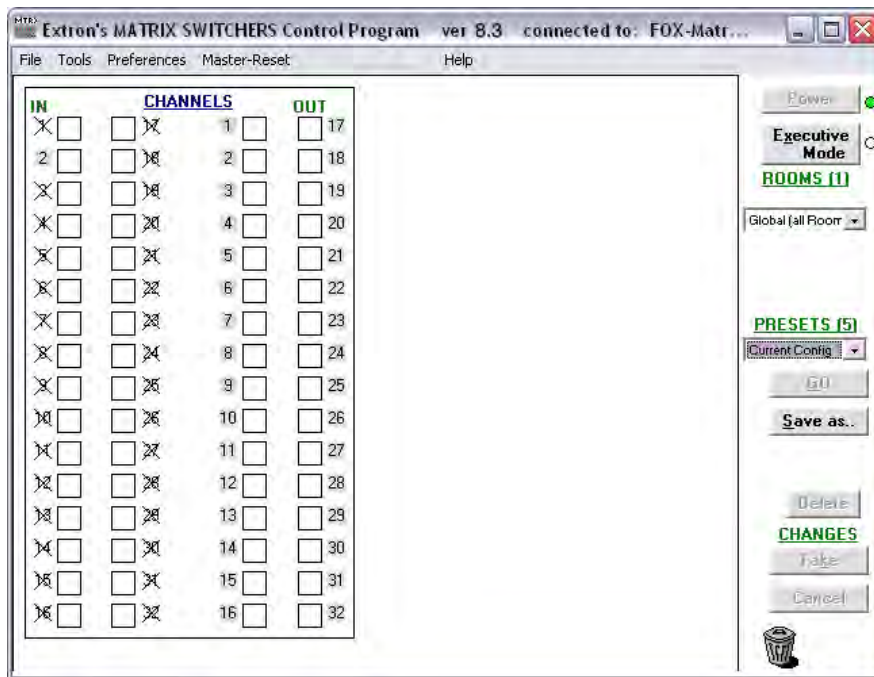 MTRX Extron's MATRIX SWITCHERS Control Program ver 8.3 connected to: FOX-Matr...
File Tools Preferences Master-Reset Help
IN CHANNELS OUT
1 17 1 17
2 18 2 18
3 19 3 19
4 20 4 20
5 21 5 21
6 22 6 22
7 23 7 23
8 24 8 24
9 25 9 25
10 26 10 26
11 27 11 27
12 28 12 28
13 29 13 29
14 30 14 30
15 31 15 31
16 32 16 32
Power
Executive
Mode
ROOMS (1)
Global (all Room
PRESETS (5)
Current Config
GO
Save as..
Delete
CHANGES
Take
Cancel